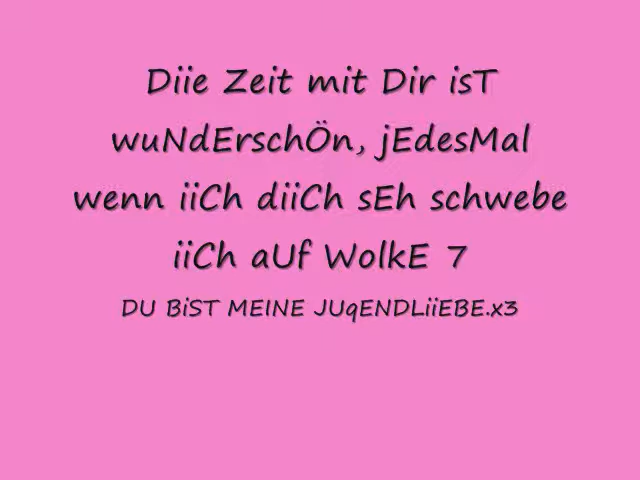 Diie Zeit mit Dir isT
wuNdErschÖn, jEdesMal
wenn iiCh diiCh sEh schwebe
iiCh aUf WolkE 7
DU BiST MEINE JUqENDLiiEBE.x3